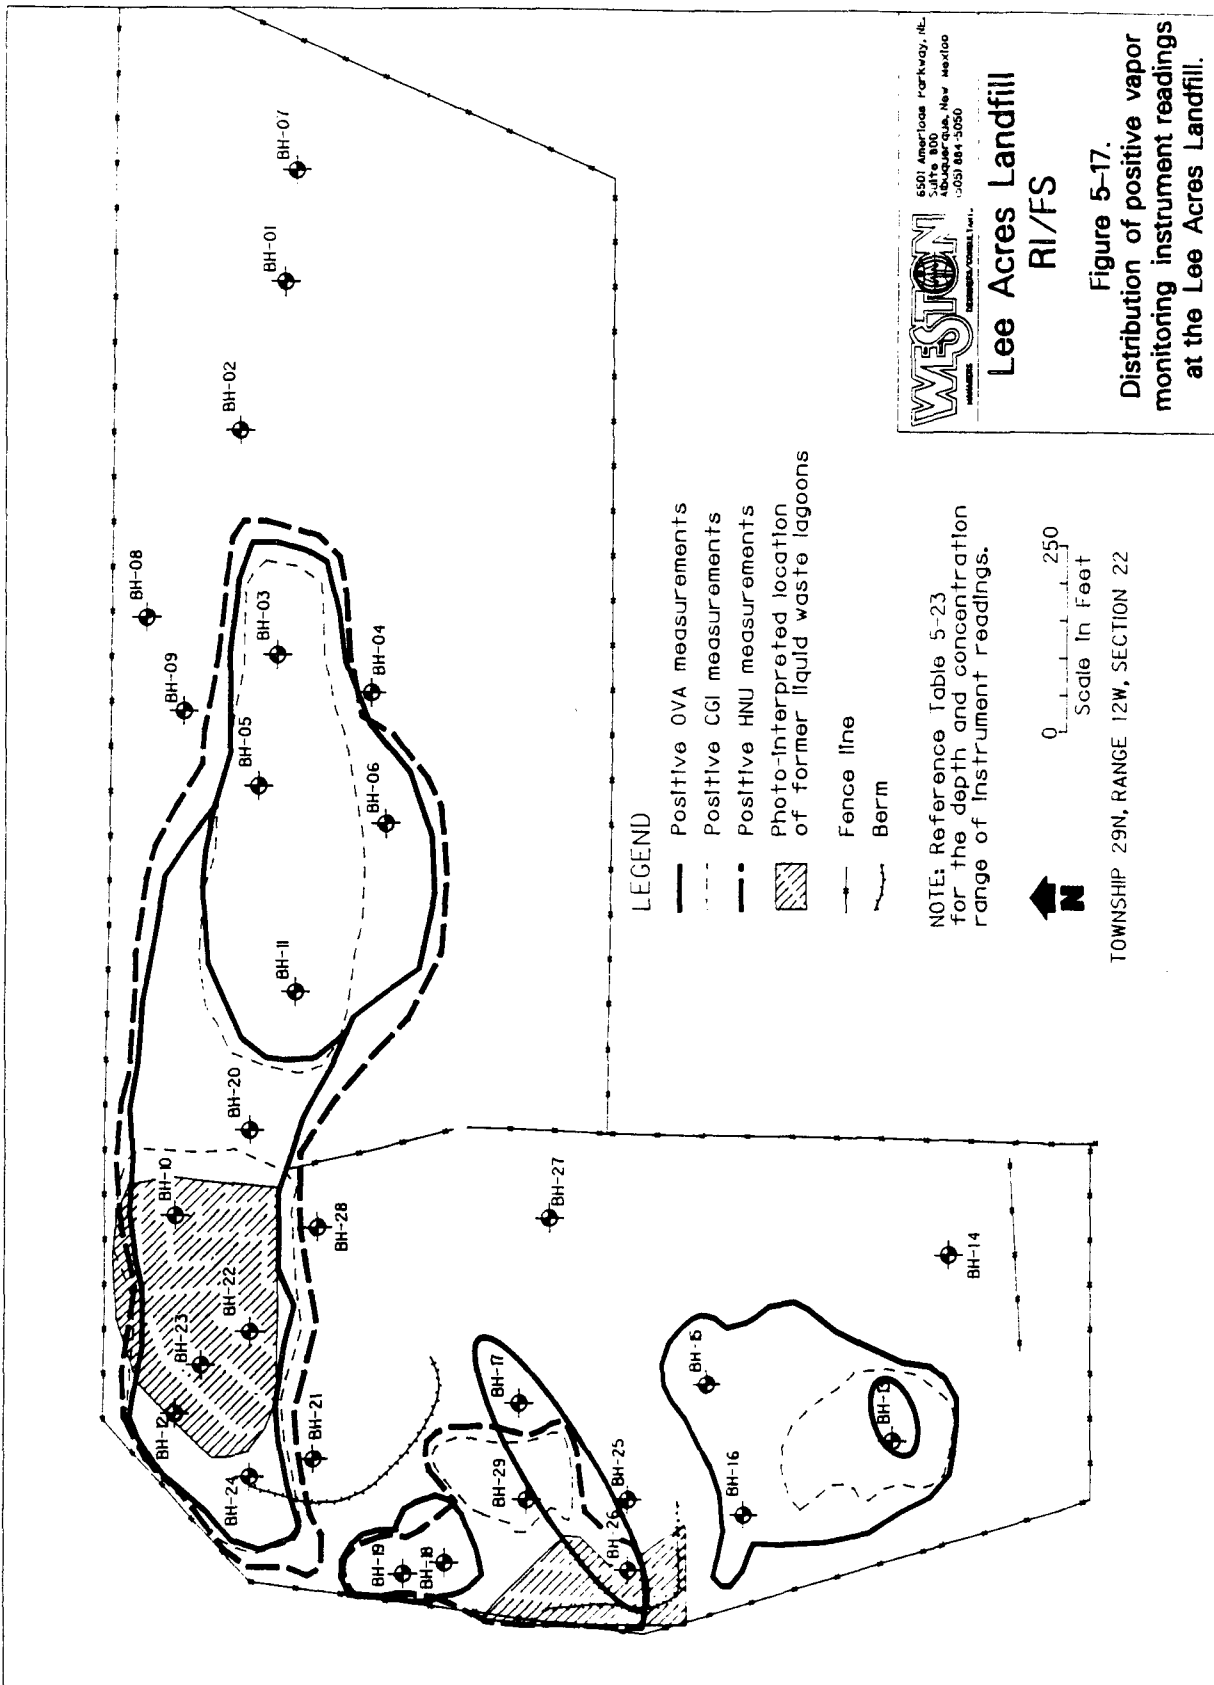 BH-07
BH-01
BH-02
BH-08
BH-09
BH-03
BH-04
BH-05
BH-06
BH-11
BH-20
BH-10
BH-22
BH-23
BH-12
BH-24
BH-21
BH-28
BH-27
BH-17
BH-29
BH-19
BH-18
BH-25
BH-26
BH-15
BH-16
BH-13
BH-14
LEGEND
Positive OVA measurements
Positive CGI measurements
Positive HNU measurements
Photo-Interpreted location
of former liquid waste lagoons
Fence line
Berm
NOTE: Reference Table 5-23
for the depth and concentration
range of instrument readings.
N
0 250
Scale In Feet
TOWNSHIP 29N, RANGE 12W, SECTION 22
WESTON
MANAGERS DESIGNERS/CONSULTANTS
6501 Americas Parkway, NE.
Suite 800
Albuquerque, New Mexico
(505) 884-5050
Lee Acres Landfill
RI/FS
Figure 5-17.
Distribution of positive vapor
monitoring instrument readings
at the Lee Acres Landfill.